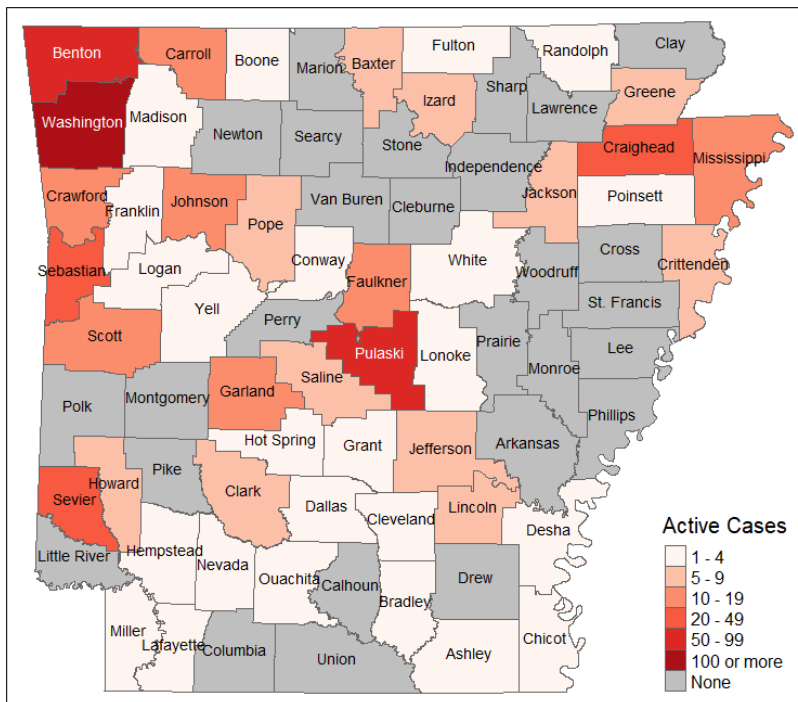 Benton
Carroll
Boone
Marion
Baxter
Fulton
Randolph
Clay
Washington
Madison
Newton
Searcy
Stone
Izard
Sharp
Lawrence
Greene
Independence
Craighead
Mississippi
Crawford
Franklin
Johnson
Pope
Van Buren
Cleburne
Jackson
Poinsett
Sebastian
Logan
Conway
Faulkner
White
Woodruff
Cross
Crittenden
Scott
Yell
Perry
Pulaski
Lonoke
Prairie
St. Francis
Monroe
Lee
Polk
Montgomery
Garland
Saline
Phillips
Hot Spring
Grant
Jefferson
Arkansas
Sevier
Howard
Pike
Clark
Dallas
Cleveland
Lincoln
Desha
Little River
Hempstead
Nevada
Ouachita
Calhoun
Bradley
Drew
Miller
Lafayette
Columbia
Union
Ashley
Chicot
Active Cases
1 - 4
5 - 9
10 - 19
20 - 49
50 - 99
100 or more
None